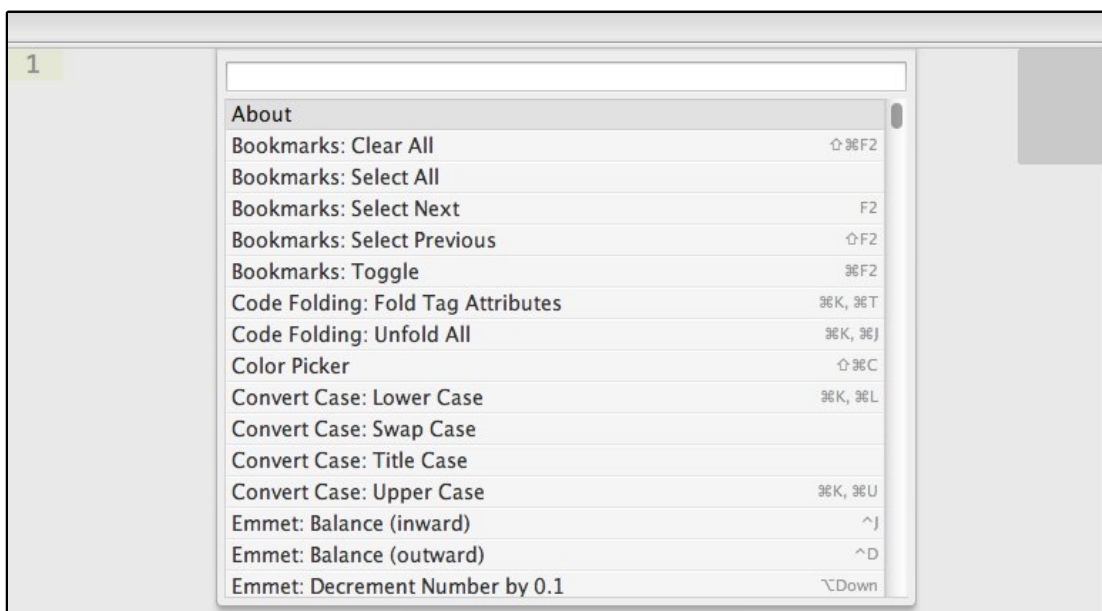 1
About
Bookmarks: Clear All ⇧⌘F2
Bookmarks: Select All
Bookmarks: Select Next F2
Bookmarks: Select Previous ⇧F2
Bookmarks: Toggle ⌘F2
Code Folding: Fold Tag Attributes ⌘K, ⌘T
Code Folding: Unfold All ⌘K, ⌘J
Color Picker ⇧⌘C
Convert Case: Lower Case ⌘K, ⌘L
Convert Case: Swap Case
Convert Case: Title Case
Convert Case: Upper Case ⌘K, ⌘U
Emmet: Balance (inward) ^J
Emmet: Balance (outward) ^D
Emmet: Decrement Number by 0.1 ⌥Down